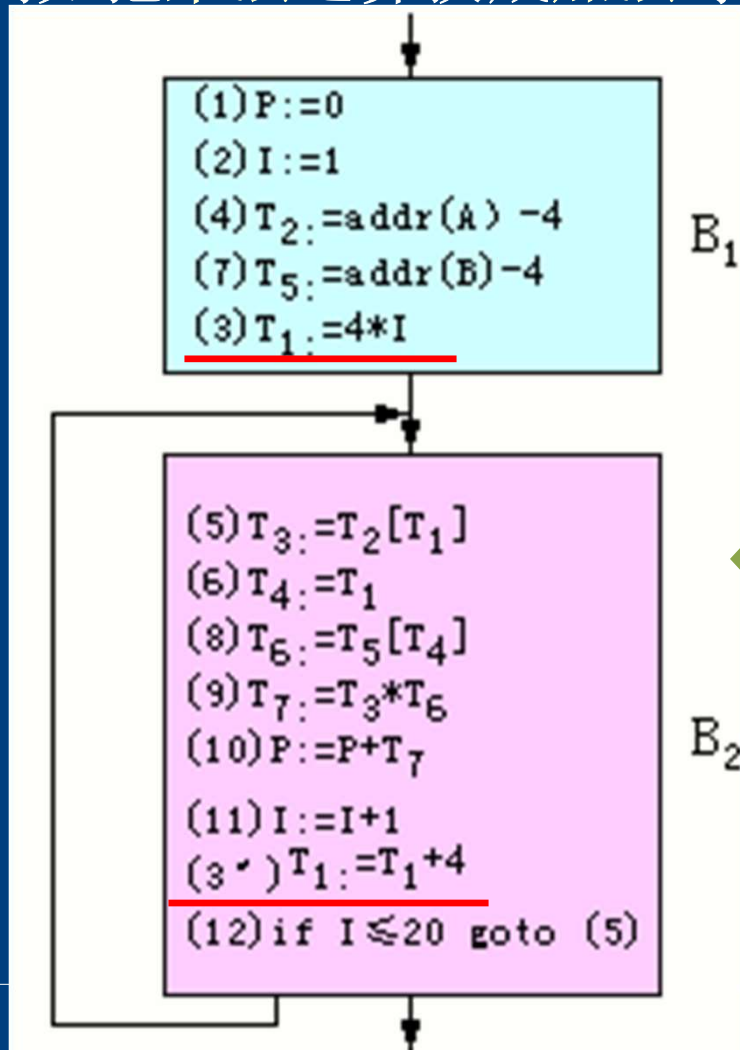 (1)P:=0
(2)I:=1
(4)T₂:=addr(A) -4
(7)T₅:=addr(B)-4
(3)T₁:=4*I
B₁
(5)T₃:=T₂[T₁]
(6)T₄:=T₁
(8)T₆:=T₅[T₄]
(9)T₇:=T₃*T₆
(10)P:=P+T₇
(11)I:=I+1
(3′)T₁:=T₁+4
(12)if I≤20 goto (5)
B₂